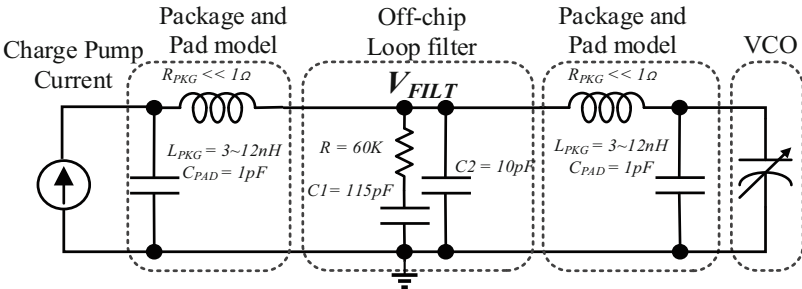 Package and
Pad model
Off-chip
Loop filter
Package and
Pad model
VCO
Charge Pump
Current
R_PKG << 1Ω
V_FILT
R_PKG << 1Ω
L_PKG = 3~12nH
C_PAD = 1pF
R = 60K
C1= 115pF
C2 = 10pF
L_PKG = 3~12nH
C_PAD = 1pF